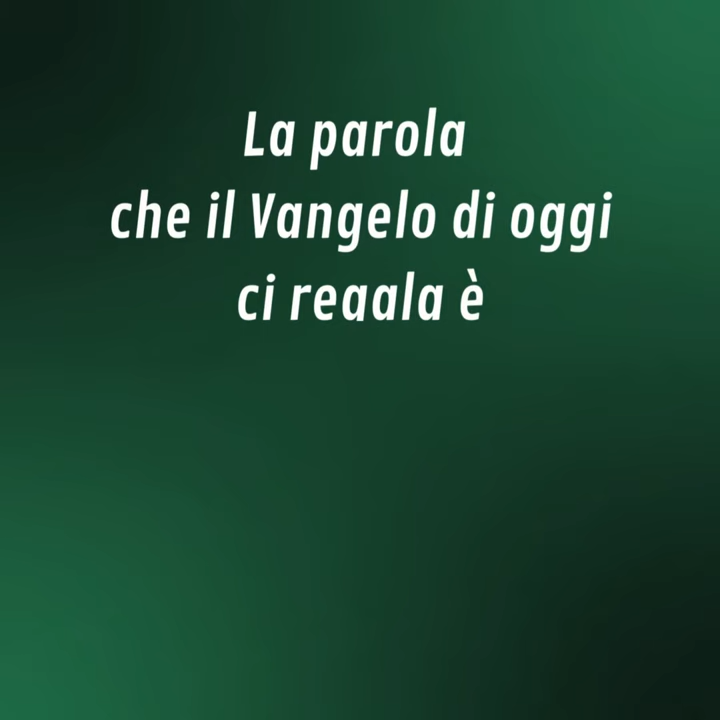 La parola
che il Vangelo di oggi
ci regala è